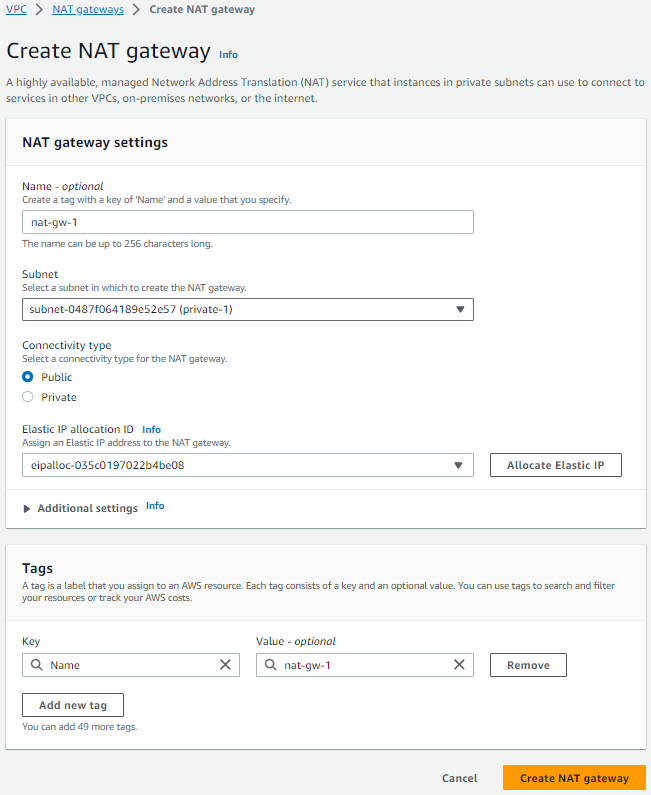 VPC > NAT gateways > Create NAT gateway
Create NAT gateway Info
A highly available, managed Network Address Translation (NAT) service that instances in private subnets can use to connect to
services in other VPCs, on-premises networks, or the internet.
NAT gateway settings
Name - optional
Create a tag with a key of 'Name' and a value that you specify.
nat-gw-1
The name can be up to 256 characters long.
Subnet
Select a subnet in which to create the NAT gateway.
subnet-0487f064189e52e57 (private-1)
Connectivity type
Select a connectivity type for the NAT gateway.
Public
Private
Elastic IP allocation ID Info
Assign an Elastic IP address to the NAT gateway.
eipalloc-035c0197022b4be08 Allocate Elastic IP
Additional settings Info
Tags
A tag is a label that you assign to an AWS resource. Each tag consists of a key and an optional value. You can use tags to search and filter
your resources or track your AWS costs.
Key Value - optional
Name nat-gw-1 Remove
Add new tag
You can add 49 more tags.
Cancel Create NAT gateway